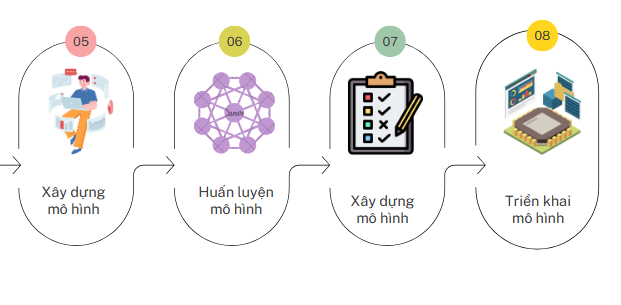 05
Xây dựng
mô hình
06
Huấn luyện
mô hình
07
Xây dựng
mô hình
08
Triển khai
mô hình